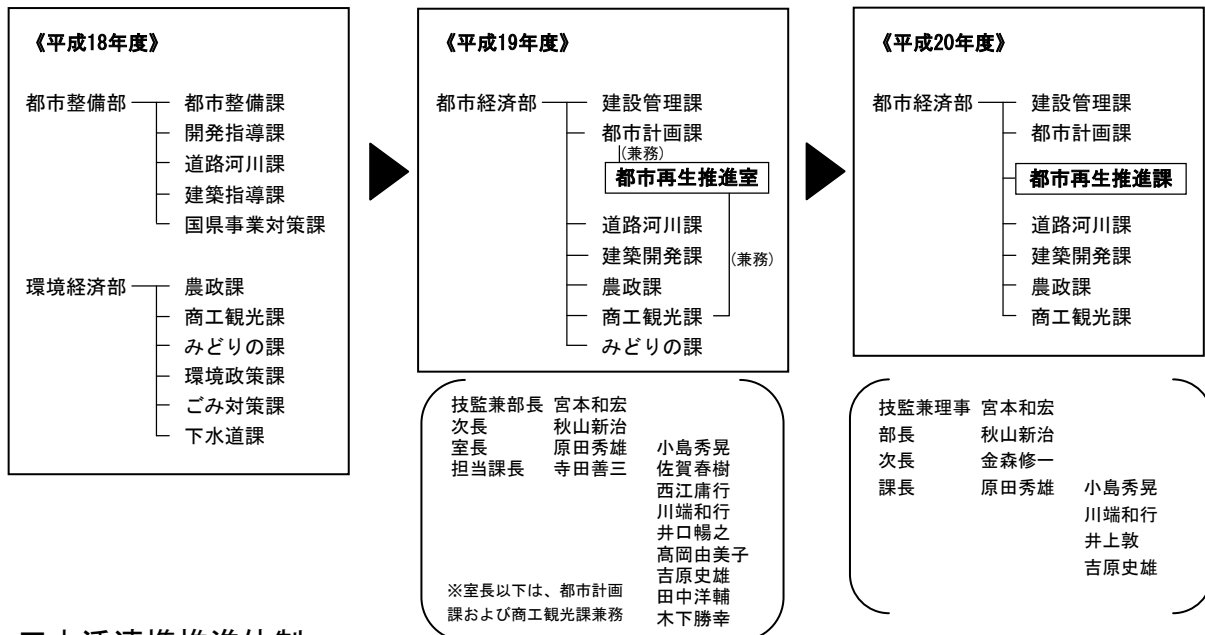 《平成18年度》
都市整備部 都市整備課
開発指導課
道路河川課
建築指導課
国県事業対策課
環境経済部 農政課
商工観光課
みどりの課
環境政策課
ごみ対策課
下水道課
《平成19年度》
都市経済部 建設管理課
都市計画課
(兼務)
都市再生推進室
道路河川課
建築開発課
(兼務)
農政課
商工観光課
みどりの課
技監兼部長 宮本和宏
次長 秋山新治
室長 原田秀雄 小島秀晃
担当課長 寺田善三 佐賀春樹
西江庸行
川端和行
井口暢之
髙岡由美子
吉原史雄
田中洋輔
木下勝幸
※室長以下は、都市計画
課および商工観光課兼務
《平成20年度》
都市経済部 建設管理課
都市計画課
都市再生推進課
道路河川課
建築開発課
農政課
商工観光課
技監兼理事 宮本和宏
部長 秋山新治
次長 金森修一
課長 原田秀雄 小島秀晃
川端和行
井上敦
吉原史雄